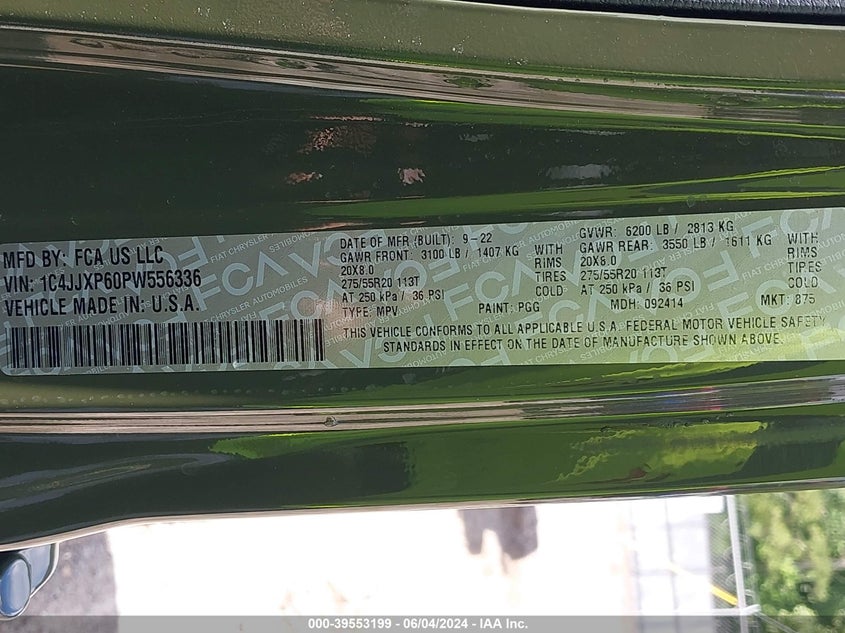 MFD BY: FCA US LLC
VIN: 1C4JJXP60PW556336
VEHICLE MADE IN: U.S.A.
DATE OF MFR (BUILT): 9-22
GVWR: 6200 LB / 2813 KG
GAWR FRONT: 3100 LB / 1407 KG WITH
GAWR REAR: 3550 LB / 1611 KG WITH
20X8.0 RIMS
20X8.0 RIMS
275/55R20 113T TIRES
275/55R20 113T TIRES
AT 250 kPa / 36 PSI COLD
AT 250 kPa / 36 PSI COLD
TYPE: MPV PAINT: PGG MDH: 092414 MKT: 875
THIS VEHICLE CONFORMS TO ALL APPLICABLE U.S.A. FEDERAL MOTOR VEHICLE SAFETY
STANDARDS IN EFFECT ON THE DATE OF MANUFACTURE SHOWN ABOVE.
FCA
FIAT CHRYSLER AUTOMOBILES
000-39553199 - 06/04/2024 - IAA Inc.